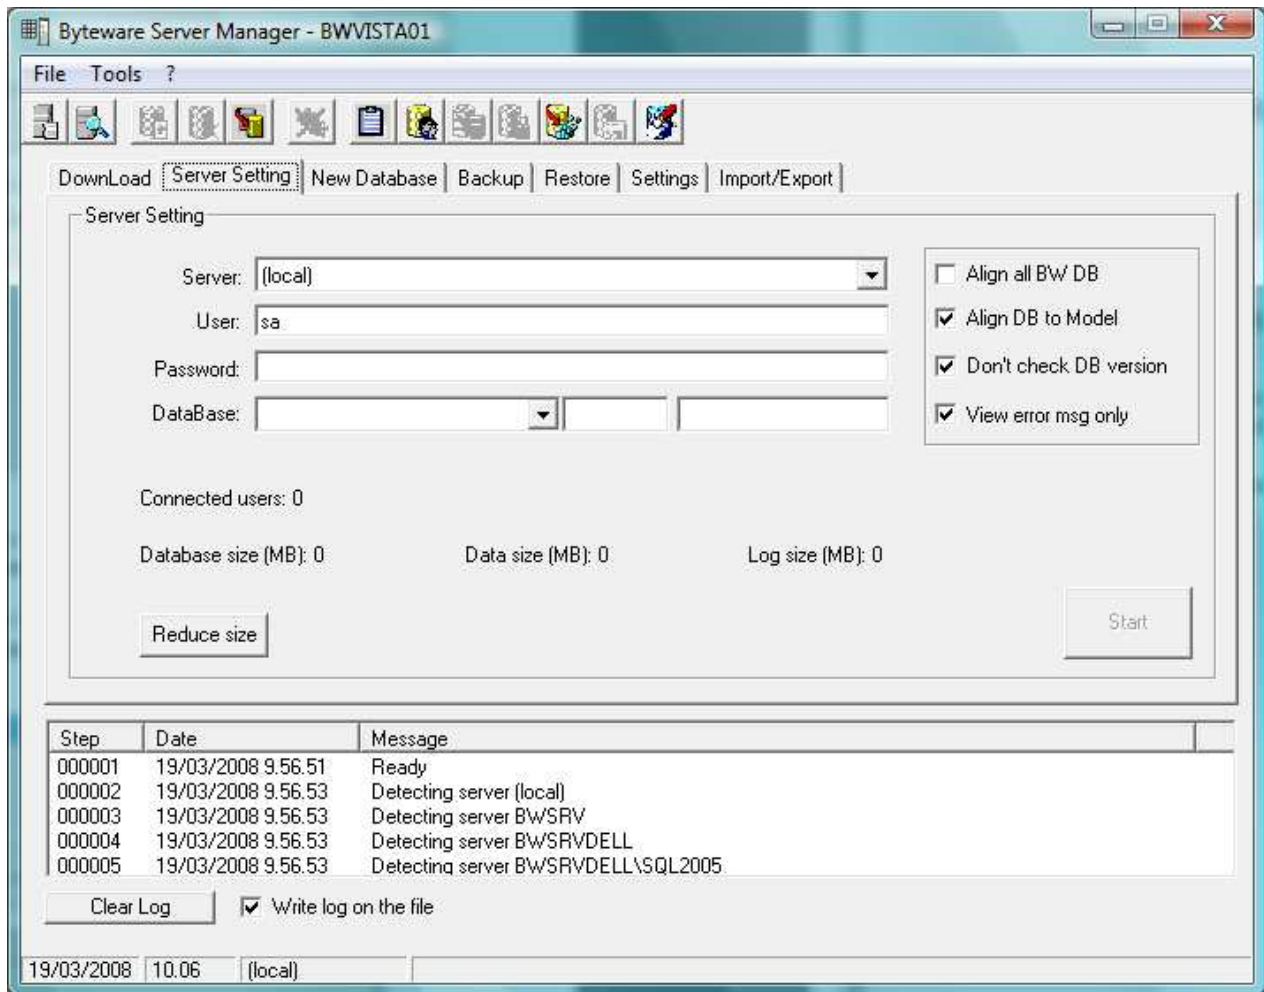 Byteware Server Manager - BWVISTA01
File Tools ?
DownLoad Server Setting New Database Backup Restore Settings Import/Export
Server Setting
Server: (local)
Align all BW DB
User: sa
Align DB to Model
Password:
Don't check DB version
DataBase:
View error msg only
Connected users: 0
Database size (MB): 0 Data size (MB): 0 Log size (MB): 0
Reduce size
Start
Step Date Message
000001 19/03/2008 9.56.51 Ready
000002 19/03/2008 9.56.53 Detecting server (local)
000003 19/03/2008 9.56.53 Detecting server BWSRV
000004 19/03/2008 9.56.53 Detecting server BWSRVDELL
000005 19/03/2008 9.56.53 Detecting server BWSRVDELL\SQL2005
Clear Log Write log on the file
19/03/2008 10.06 (local)